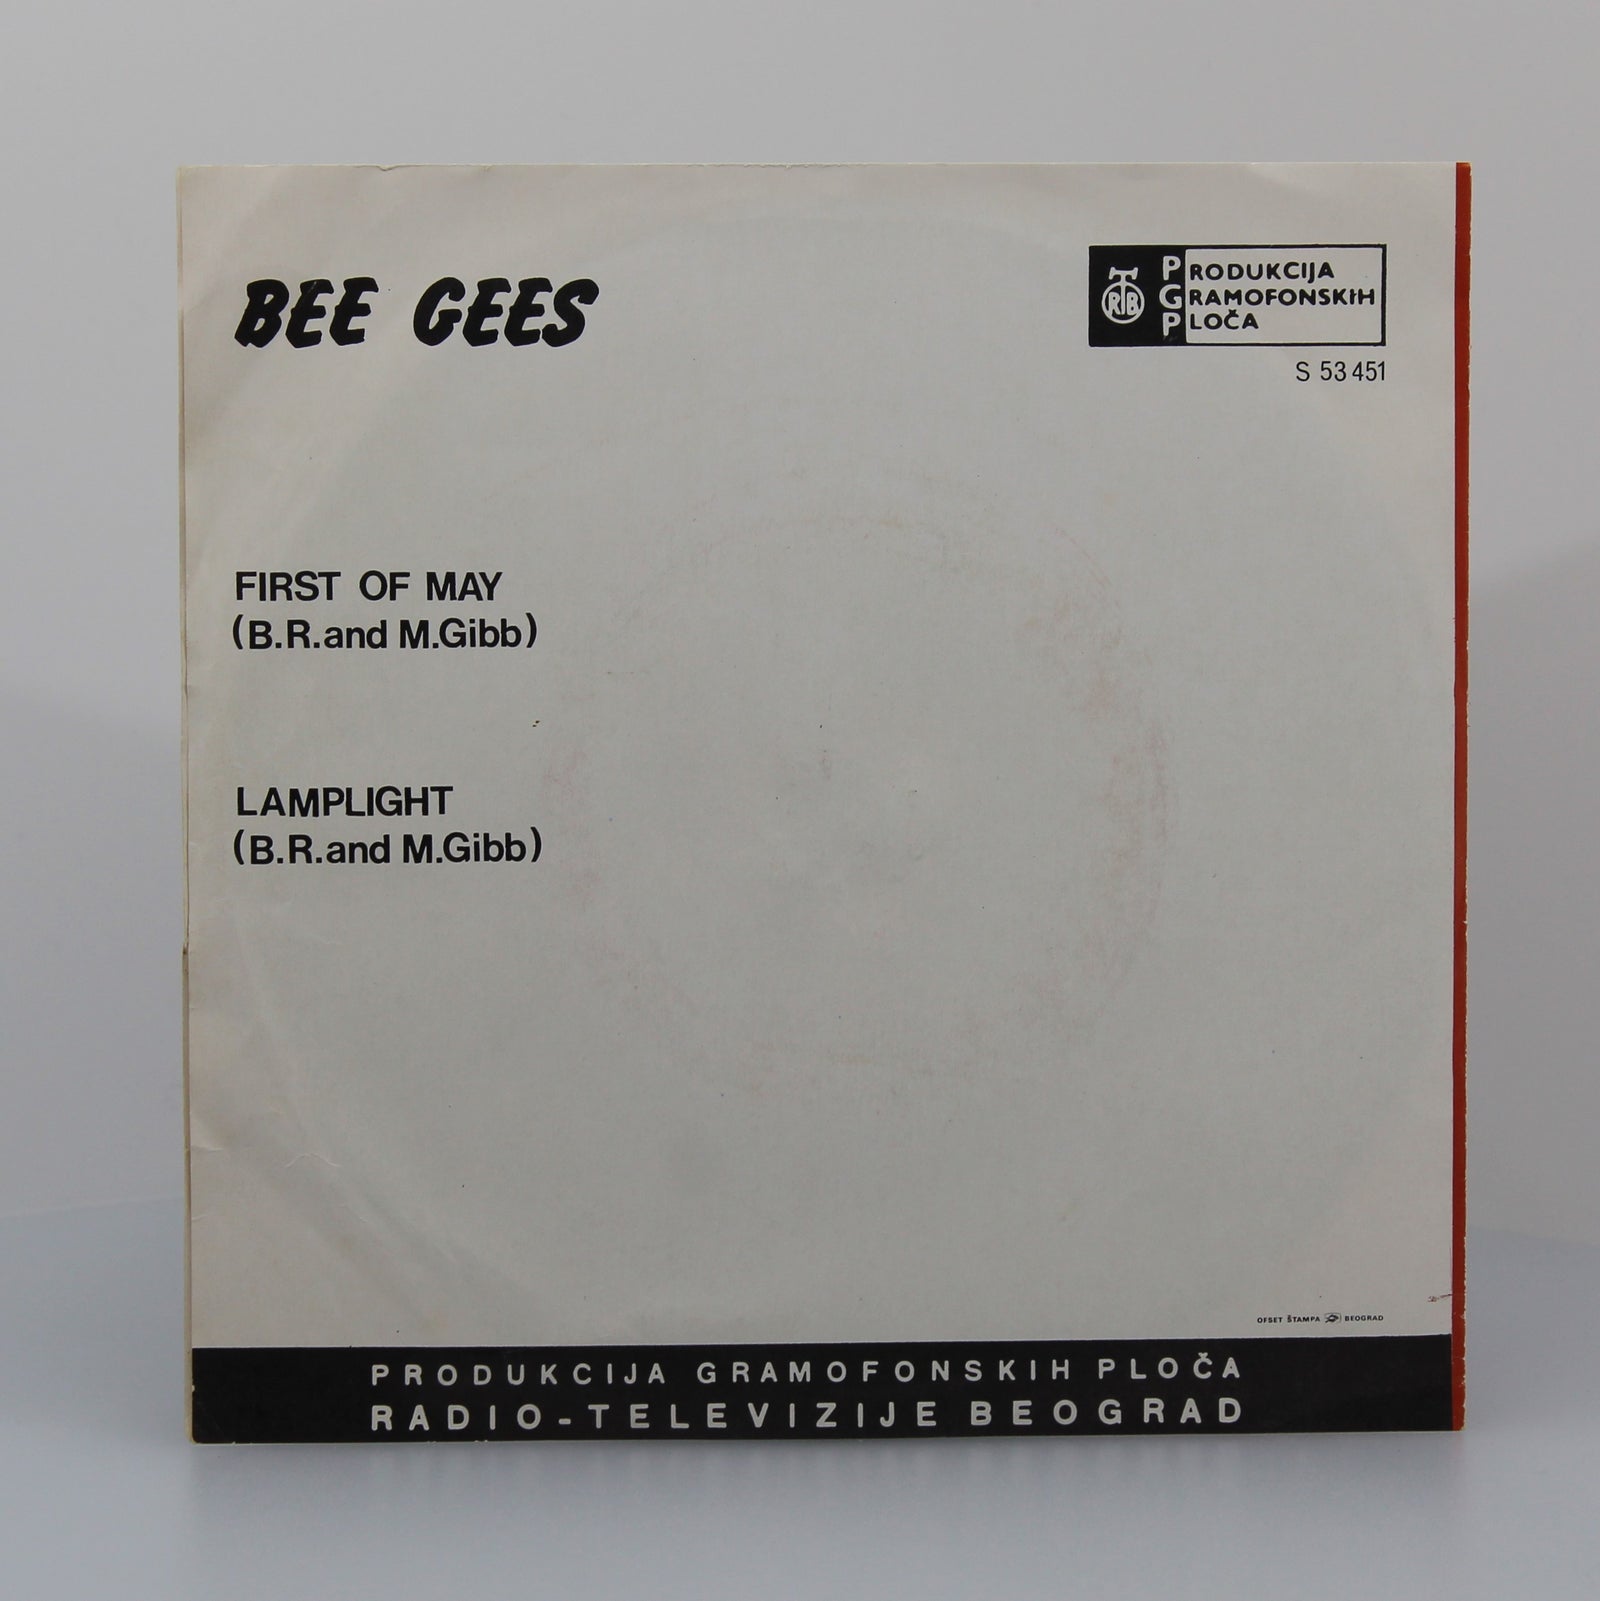 BEE GEES
RTB
PRODUKCIJA
GRAMOFONSKIH
PLOČA
S 53 451
FIRST OF MAY
(B.R.and M.Gibb)
LAMPLIGHT
(B.R.and M.Gibb)
OFSET ŠTAMPA BEOGRAD
PRODUKCIJA GRAMOFONSKIH PLOČA
RADIO-TELEVIZIJE BEOGRAD